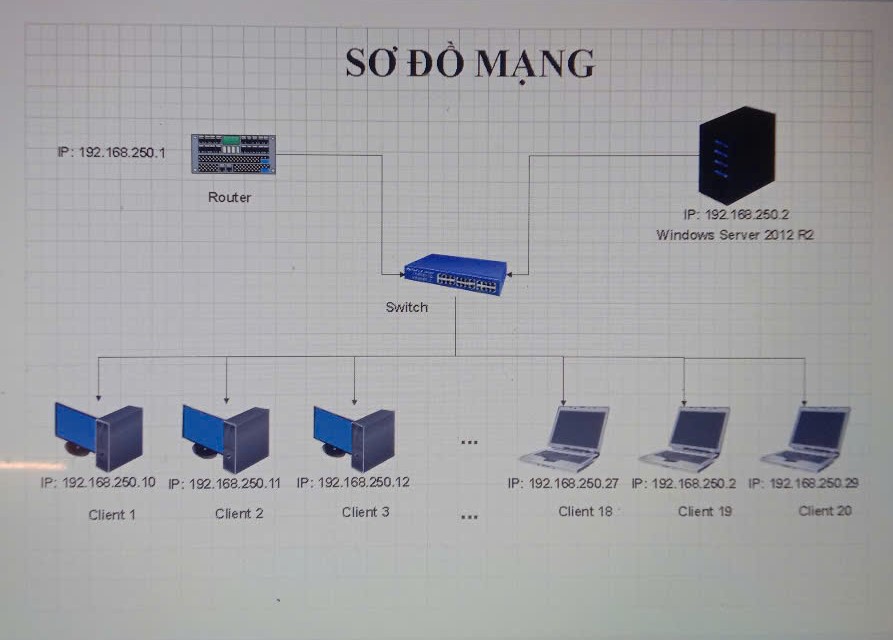 SƠ ĐỒ MẠNG
IP: 192.168.250.1
Router
IP: 192.168.250.2
Windows Server 2012 R2
Switch
...
IP: 192.168.250.10
IP: 192.168.250.11
IP: 192.168.250.12
IP: 192.168.250.27
IP: 192.168.250.2
IP: 192.168.250.29
Client 1
Client 2
Client 3
...
Client 18
Client 19
Client 20